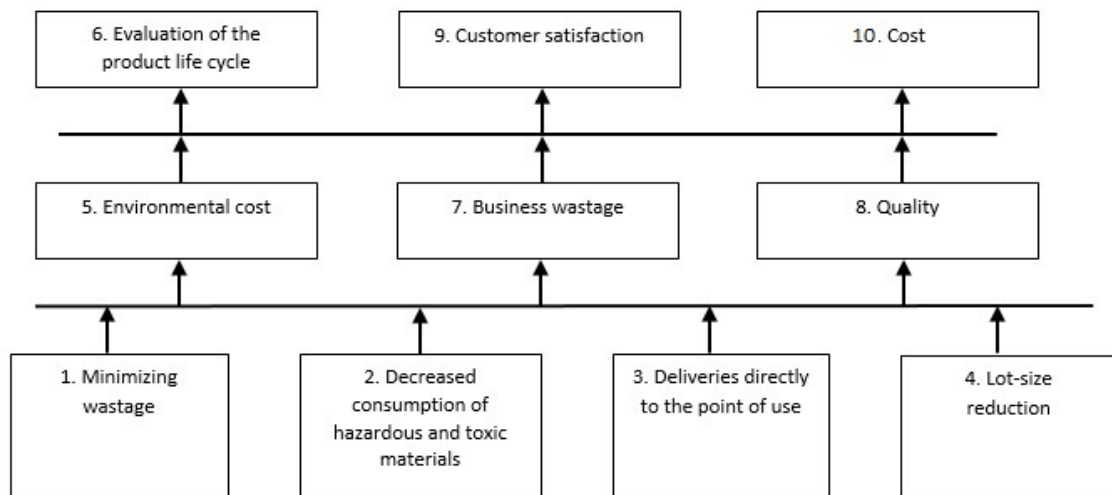 6. Evaluation of the
product life cycle
9. Customer satisfaction
10. Cost
5. Environmental cost
7. Business wastage
8. Quality
1. Minimizing
wastage
2. Decreased
consumption of
hazardous and toxic
materials
3. Deliveries directly
to the point of use
4. Lot-size
reduction